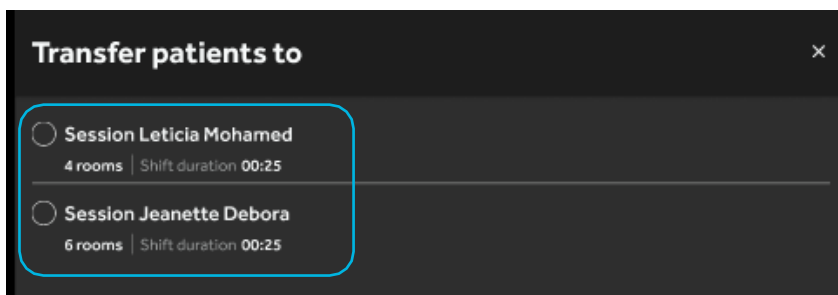 Transfer patients to
Session Leticia Mohamed
4 rooms | Shift duration 00:25
Session Jeanette Debora
6 rooms | Shift duration 00:25